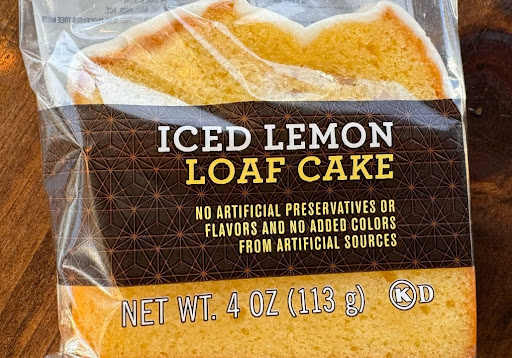 ICED LEMON
LOAF CAKE
NO ARTIFICIAL PRESERVATIVES OR
FLAVORS AND NO ADDED COLORS
FROM ARTIFICIAL SOURCES
NET WT. 4 OZ (113 g) K D